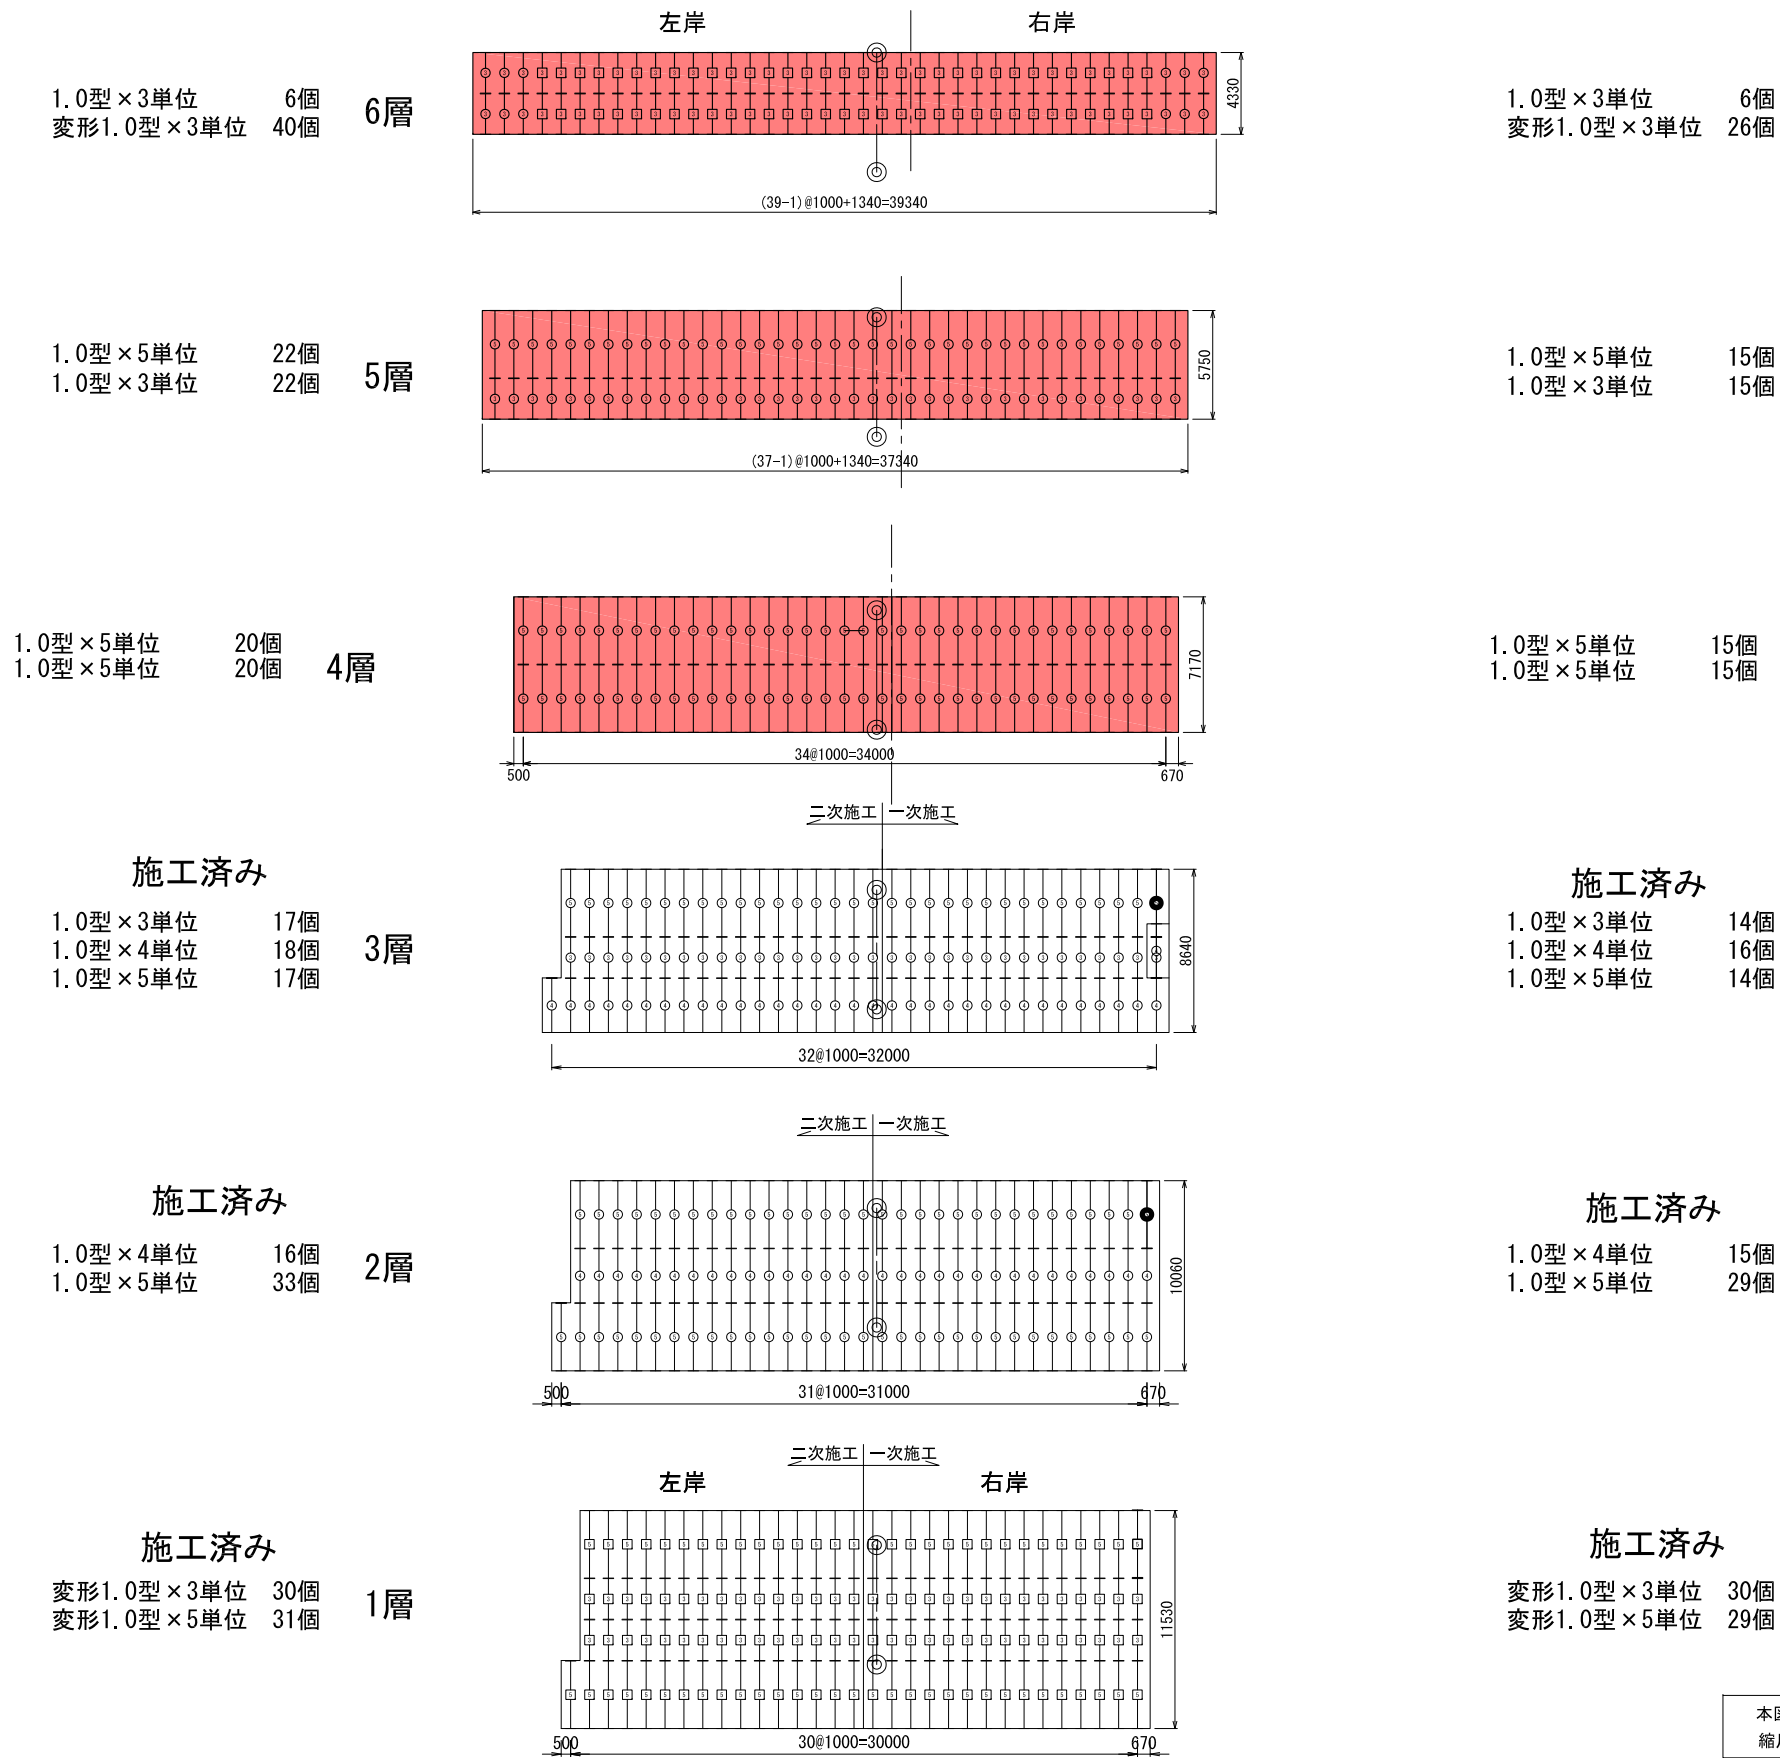 左岸
右岸
1.0型×3単位 6個
変形1.0型×3単位 40個
6層
4330
(39-1)@1000+1340=39340
1.0型×3単位 6個
変形1.0型×3単位 26個
1.0型×5単位 22個
1.0型×3単位 22個
5層
5750
(37-1)@1000+1340=37340
1.0型×5単位 15個
1.0型×3単位 15個
1.0型×5単位 20個
1.0型×5単位 20個
4層
7170
500
34@1000=34000
670
1.0型×5単位 15個
1.0型×5単位 15個
二次施工
一次施工
施工済み
1.0型×3単位 17個
1.0型×4単位 18個
1.0型×5単位 17個
3層
8640
32@1000=32000
施工済み
1.0型×3単位 14個
1.0型×4単位 16個
1.0型×5単位 14個
二次施工
一次施工
施工済み
1.0型×4単位 16個
1.0型×5単位 33個
2層
10060
500
31@1000=31000
670
施工済み
1.0型×4単位 15個
1.0型×5単位 29個
二次施工
一次施工
左岸
右岸
施工済み
変形1.0型×3単位 30個
変形1.0型×5単位 31個
1層
11530
500
30@1000=30000
670
施工済み
変形1.0型×3単位 30個
変形1.0型×5単位 29個